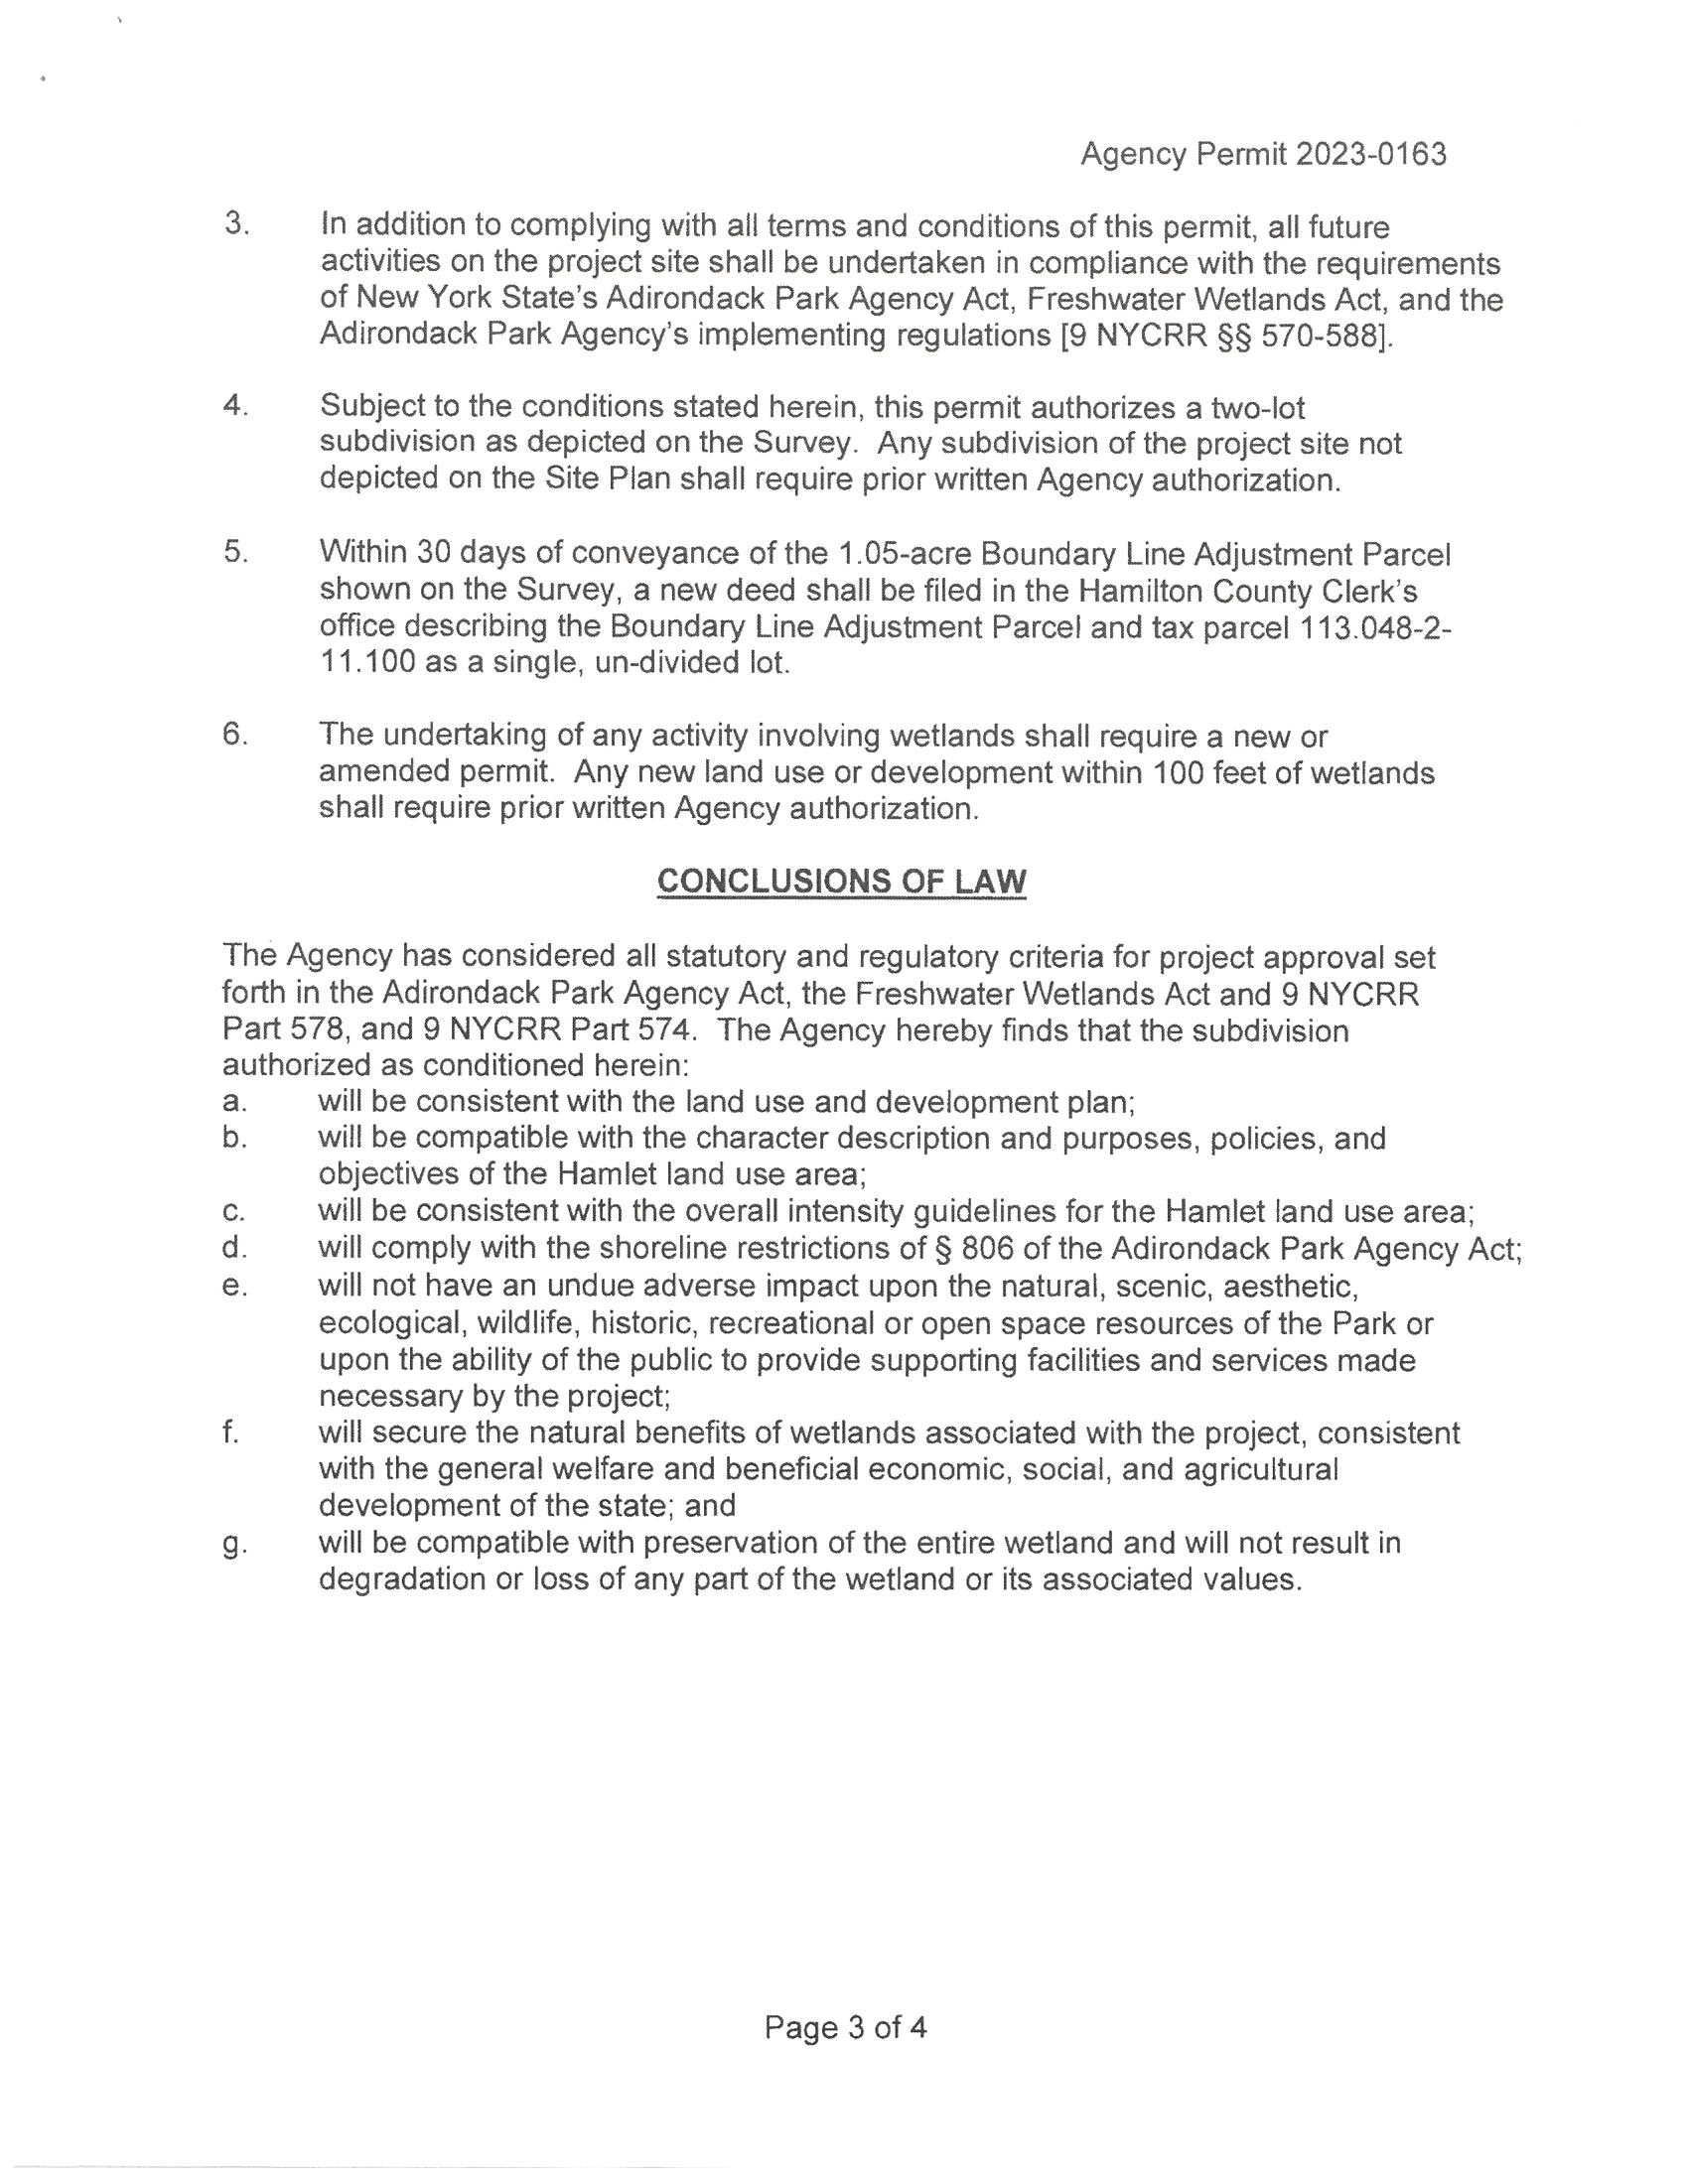 Agency Permit 2023-0163
3. In addition to complying with all terms and conditions of this permit, all future
activities on the project site shall be undertaken in compliance with the requirements
of New York State's Adirondack Park Agency Act, Freshwater Wetlands Act, and the
Adirondack Park Agency's implementing regulations [9 NYCRR §§ 570-588].
4. Subject to the conditions stated herein, this permit authorizes a two-lot
subdivision as depicted on the Survey. Any subdivision of the project site not
depicted on the Site Plan shall require prior written Agency authorization.
5. Within 30 days of conveyance of the 1.05-acre Boundary Line Adjustment Parcel
shown on the Survey, a new deed shall be filed in the Hamilton County Clerk's
office describing the Boundary Line Adjustment Parcel and tax parcel 113.048-2-
11.100 as a single, un-divided lot.
6. The undertaking of any activity involving wetlands shall require a new or
amended permit. Any new land use or development within 100 feet of wetlands
shall require prior written Agency authorization.
CONCLUSIONS OF LAW
The Agency has considered all statutory and regulatory criteria for project approval set
forth in the Adirondack Park Agency Act, the Freshwater Wetlands Act and 9 NYCRR
Part 578, and 9 NYCRR Part 574. The Agency hereby finds that the subdivision
authorized as conditioned herein:
a. will be consistent with the land use and development plan;
b. will be compatible with the character description and purposes, policies, and
objectives of the Hamlet land use area;
c. will be consistent with the overall intensity guidelines for the Hamlet land use area;
d. will comply with the shoreline restrictions of § 806 of the Adirondack Park Agency Act;
e. will not have an undue adverse impact upon the natural, scenic, aesthetic,
ecological, wildlife, historic, recreational or open space resources of the Park or
upon the ability of the public to provide supporting facilities and services made
necessary by the project;
f. will secure the natural benefits of wetlands associated with the project, consistent
with the general welfare and beneficial economic, social, and agricultural
development of the state; and
g. will be compatible with preservation of the entire wetland and will not result in
degradation or loss of any part of the wetland or its associated values.
Page 3 of 4